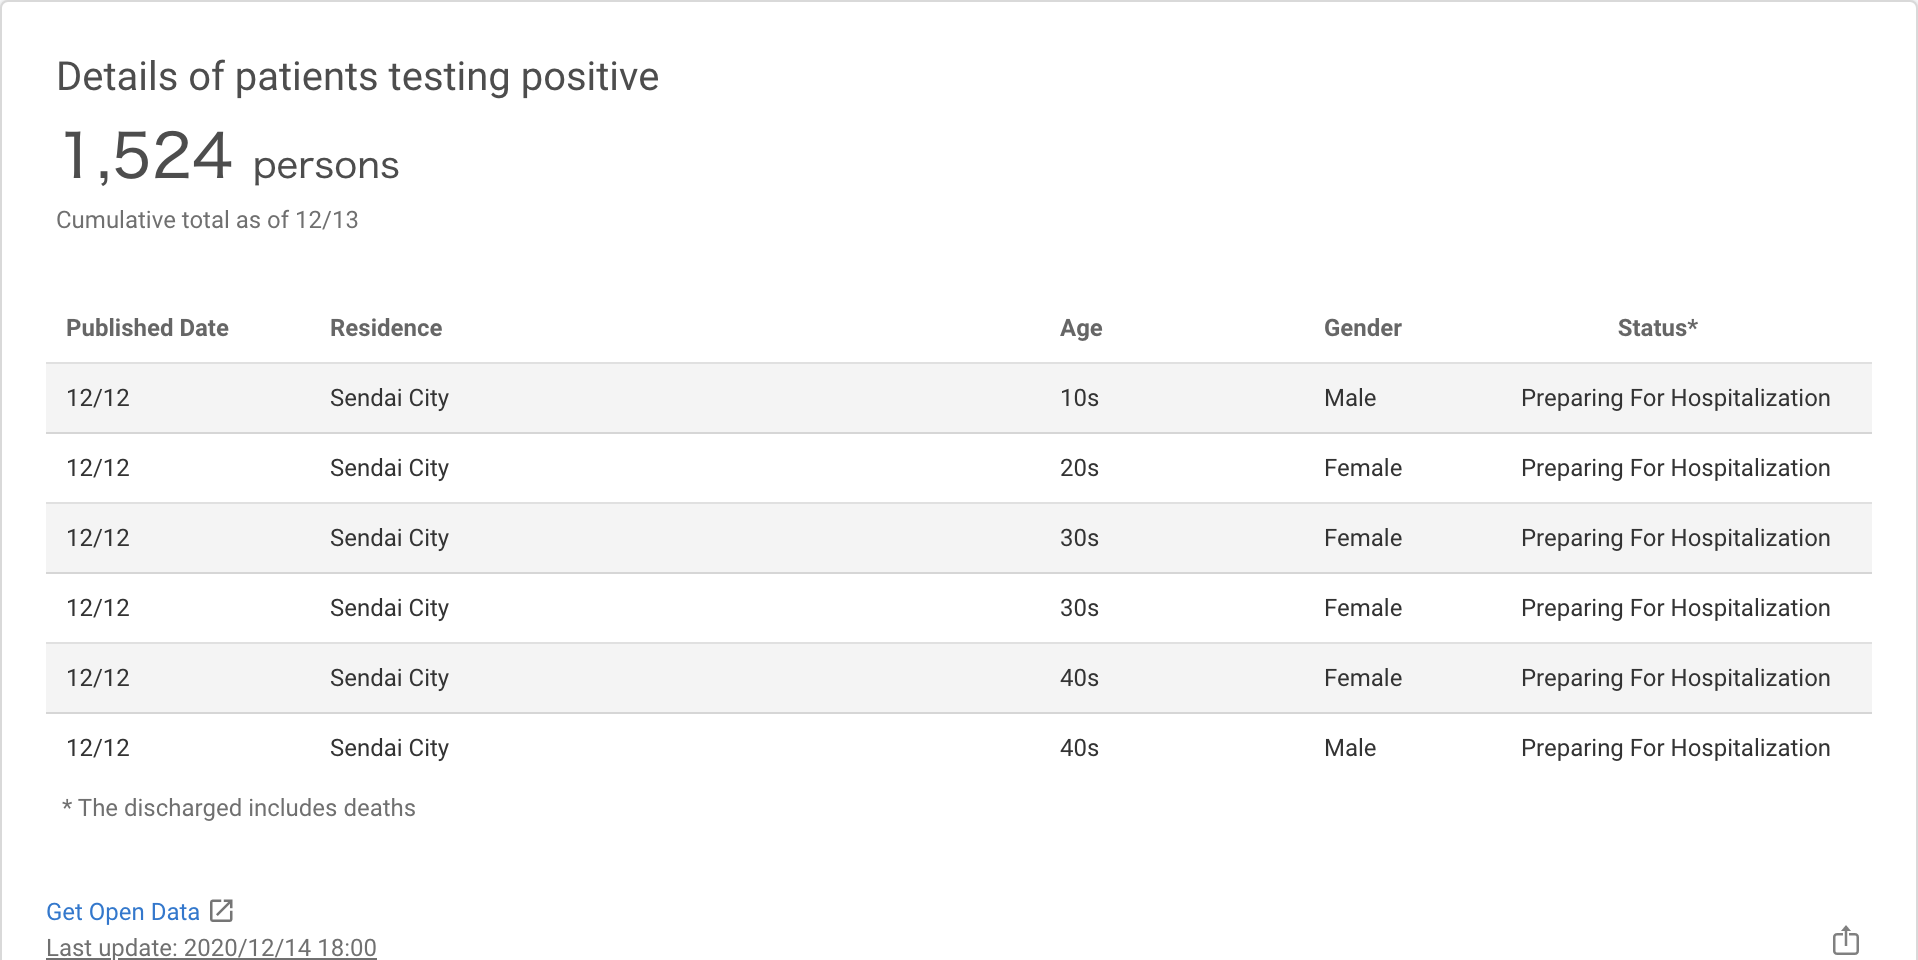 Details of patients testing positive
1,524 persons
Cumulative total as of 12/13
Published Date Residence Age Gender Status*
12/12 Sendai City 10s Male Preparing For Hospitalization
12/12 Sendai City 20s Female Preparing For Hospitalization
12/12 Sendai City 30s Female Preparing For Hospitalization
12/12 Sendai City 30s Female Preparing For Hospitalization
12/12 Sendai City 40s Female Preparing For Hospitalization
12/12 Sendai City 40s Male Preparing For Hospitalization
* The discharged includes deaths
Get Open Data
Last update: 2020/12/14 18:00